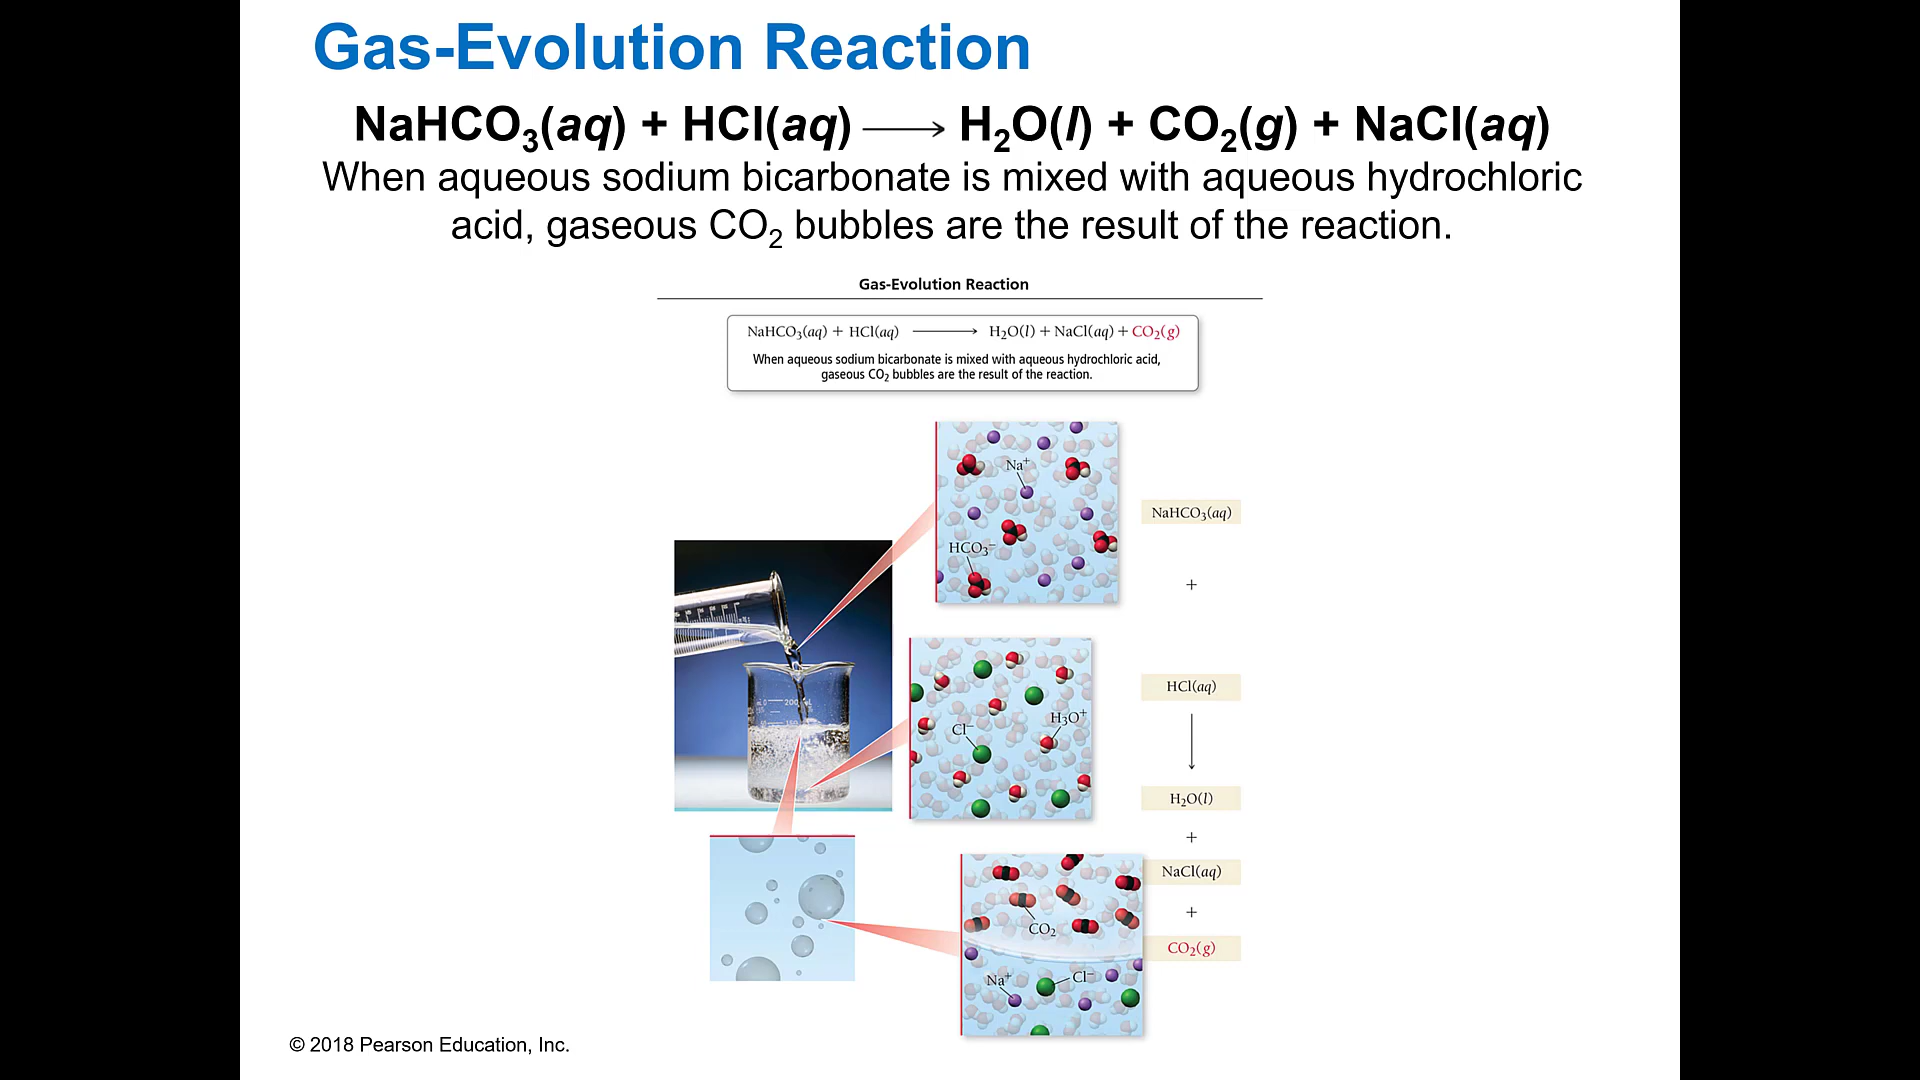 Gas-Evolution Reaction
NaHCO₃(aq) + HCl(aq) ⟶ H₂O(l) + CO₂(g) + NaCl(aq)
When aqueous sodium bicarbonate is mixed with aqueous hydrochloric
acid, gaseous CO₂ bubbles are the result of the reaction.
Gas-Evolution Reaction
NaHCO₃(aq) + HCl(aq) ⟶ H₂O(l) + NaCl(aq) + CO₂(g)
When aqueous sodium bicarbonate is mixed with aqueous hydrochloric acid,
gaseous CO₂ bubbles are the result of the reaction.
Na⁺
HCO₃⁻
NaHCO₃(aq)
+
200
150
Cl⁻
H₃O⁺
HCl(aq)
H₂O(l)
+
NaCl(aq)
+
CO₂(g)
CO₂
Na⁺
Cl⁻
© 2018 Pearson Education, Inc.